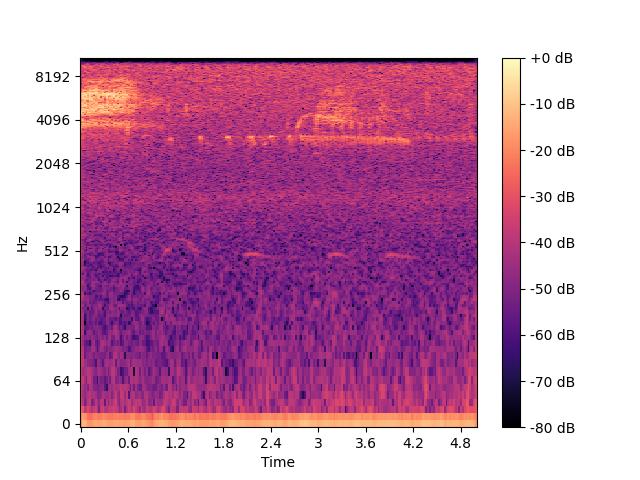 8192
4096
2048
1024
512
256
128
64
0
Hz
0
0.6
1.2
1.8
2.4
3
3.6
4.2
4.8
Time
+0 dB
-10 dB
-20 dB
-30 dB
-40 dB
-50 dB
-60 dB
-70 dB
-80 dB